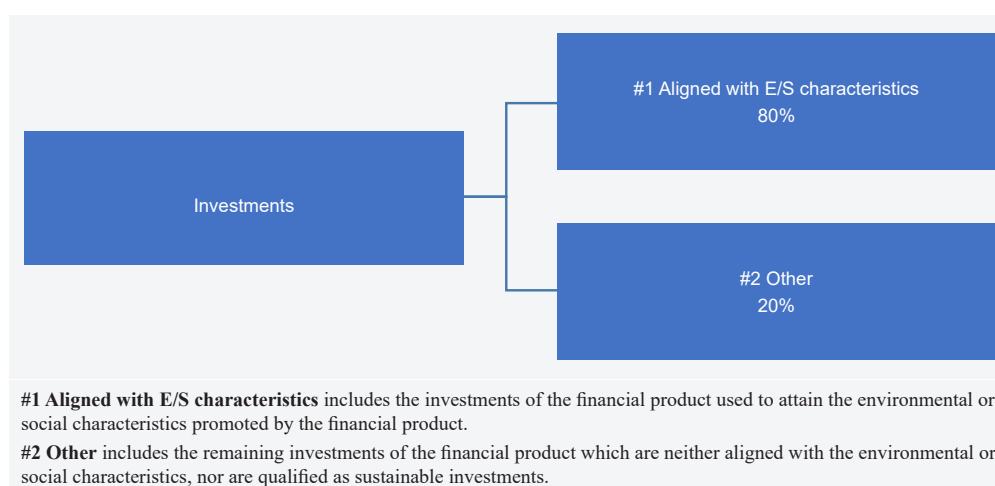 #1 Aligned with E/S characteristics
80%
Investments
#2 Other
20%
#1 Aligned with E/S characteristics includes the investments of the financial product used to attain the environmental or
social characteristics promoted by the financial product.
#2 Other includes the remaining investments of the financial product which are neither aligned with the environmental or
social characteristics, nor are qualified as sustainable investments.